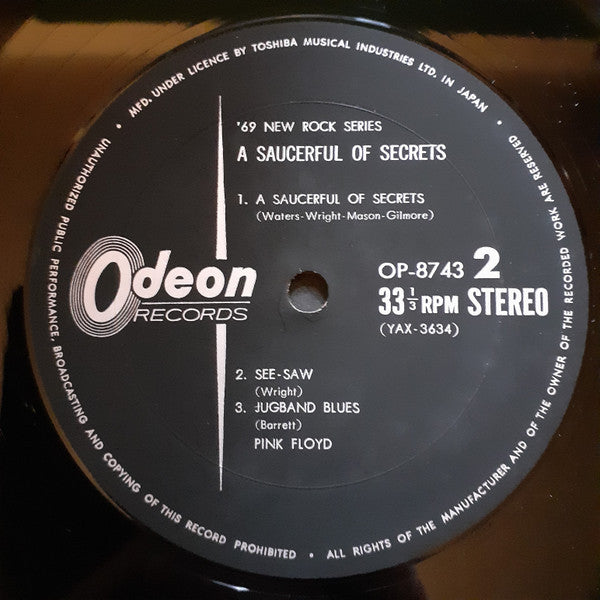 MFD. UNDER LICENCE BY TOSHIBA MUSICAL INDUSTRIES LTD. IN JAPAN •
'69 NEW ROCK SERIES
A SAUCERFUL OF SECRETS
1. A SAUCERFUL OF SECRETS
(Waters-Wright-Mason-Gilmore)
Odeon
RECORDS
OP-8743 2
33 1/3 RPM STEREO
(YAX-3634)
2. SEE-SAW
(Wright)
3. JUGBAND BLUES
(Barrett)
PINK FLOYD
UNAUTHORIZED PUBLIC PERFORMANCE, BROADCASTING AND COPYING OF THIS RECORD PROHIBITED •
ALL RIGHTS OF THE MANUFACTURER AND OF THE OWNER OF THE RECORDED WORK ARE RESERVED